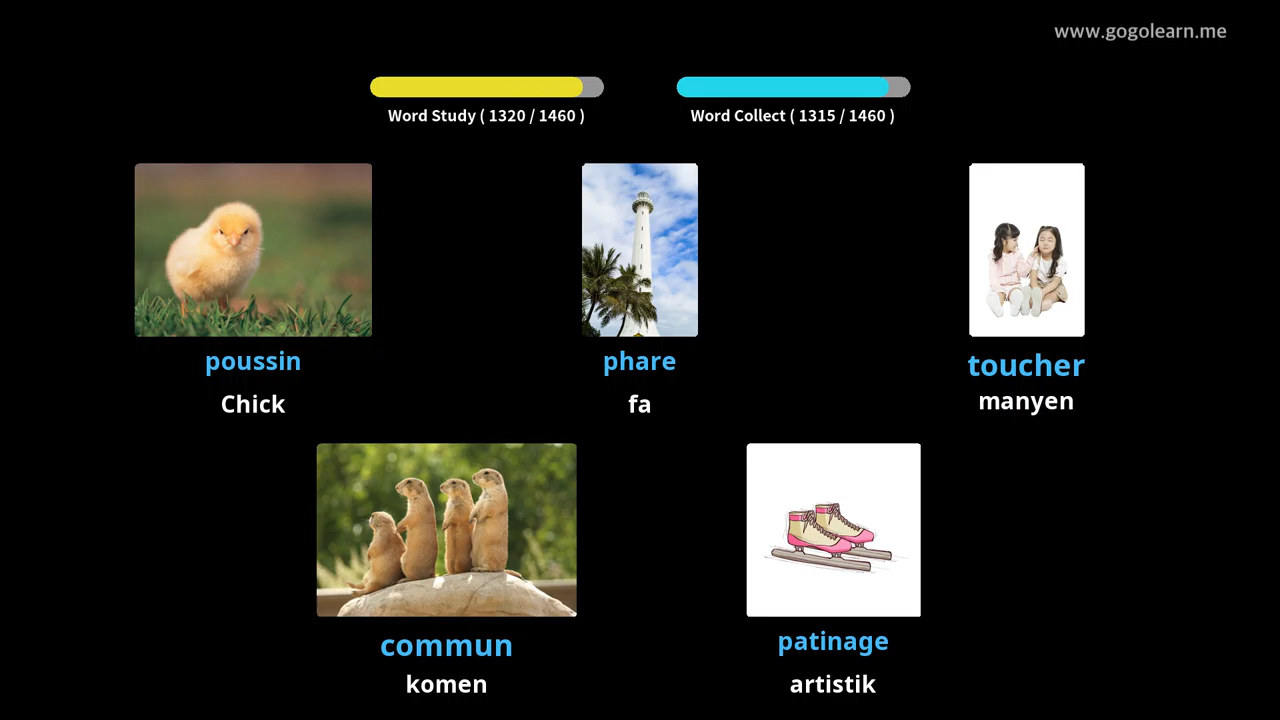 www.gogolearn.me
Word Study ( 1320 / 1460 )
Word Collect ( 1315 / 1460 )
poussin
Chick
phare
fa
toucher
manyen
commun
komen
patinage
artistik